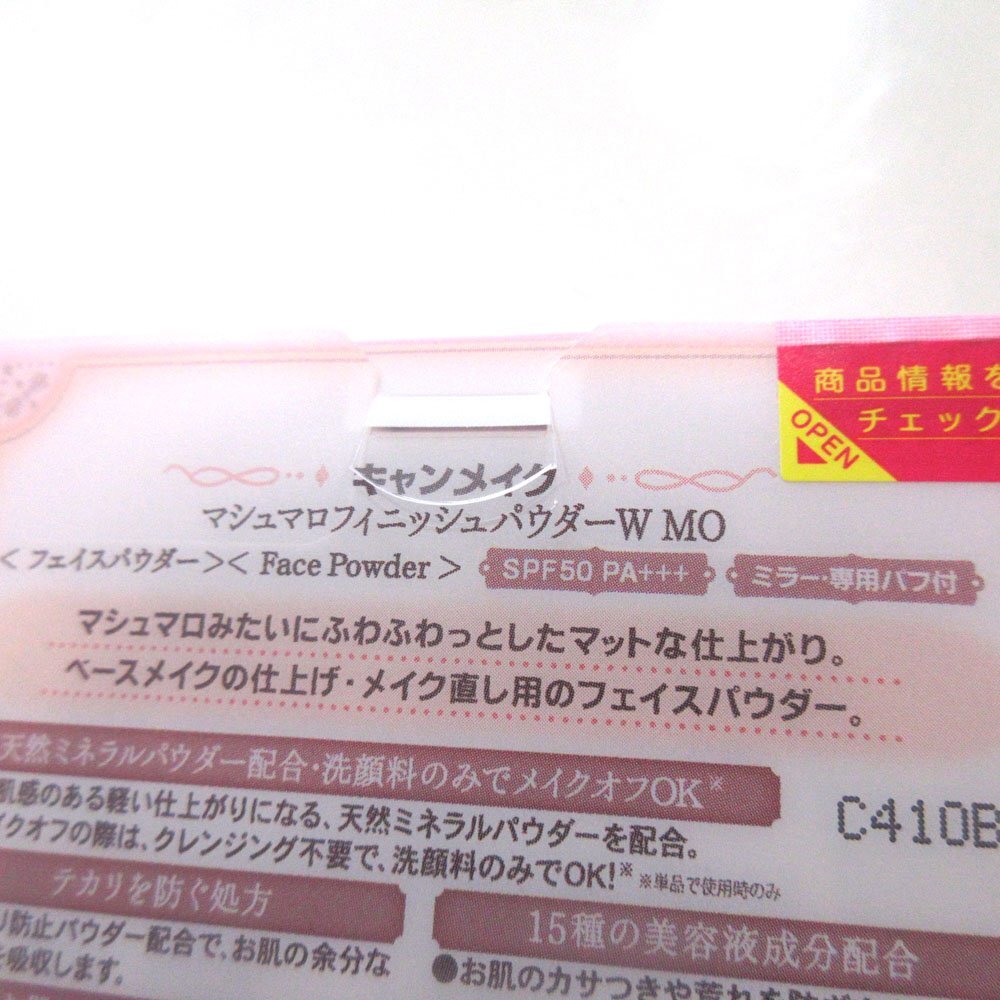 商品情報を
チェック
OPEN
キャンメイク
マシュマロフィニッシュパウダーW MO
＜フェイスパウダー＞＜ Face Powder ＞ SPF50 PA+++ ミラー・専用パフ付
マシュマロみたいにふわふわっとしたマットな仕上がり。
ベースメイクの仕上げ・メイク直し用のフェイスパウダー。
天然ミネラルパウダー配合・洗顔料のみでメイクオフOK※
肌感のある軽い仕上がりになる、天然ミネラルパウダーを配合。
イクオフの際は、クレンジング不要で、洗顔料のみでOK!※ ※単品で使用時のみ
C410B
テカリを防ぐ処方
リ防止パウダー配合で、お肌の余分な
を吸収します。
15種の美容液成分配合
●お肌のカサつきや荒れを防